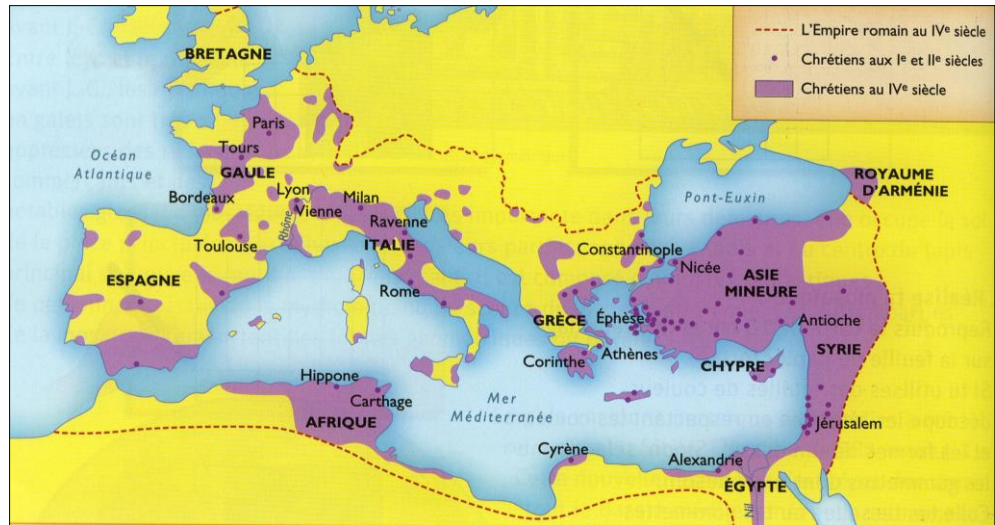 L'Empire romain au IVe siècle
Chrétiens aux Ie et IIe siècles
Chrétiens au IVe siècle
BRETAGNE
Paris
Océan
Atlantique
Tours
GAULE
ROYAUME
D'ARMÉNIE
Lyon
Milan
Pont-Euxin
Bordeaux
Vienne
Rhône
Ravenne
Toulouse
ITALIE
Constantinople
Nicée
ESPAGNE
ASIE
MINEURE
Rome
GRÈCE
Éphèse
Antioche
Athènes
SYRIE
Corinthe
CHYPRE
Hippone
Carthage
Mer
Méditerranée
AFRIQUE
Jérusalem
Cyrène
Alexandrie
ÉGYPTE
Nil